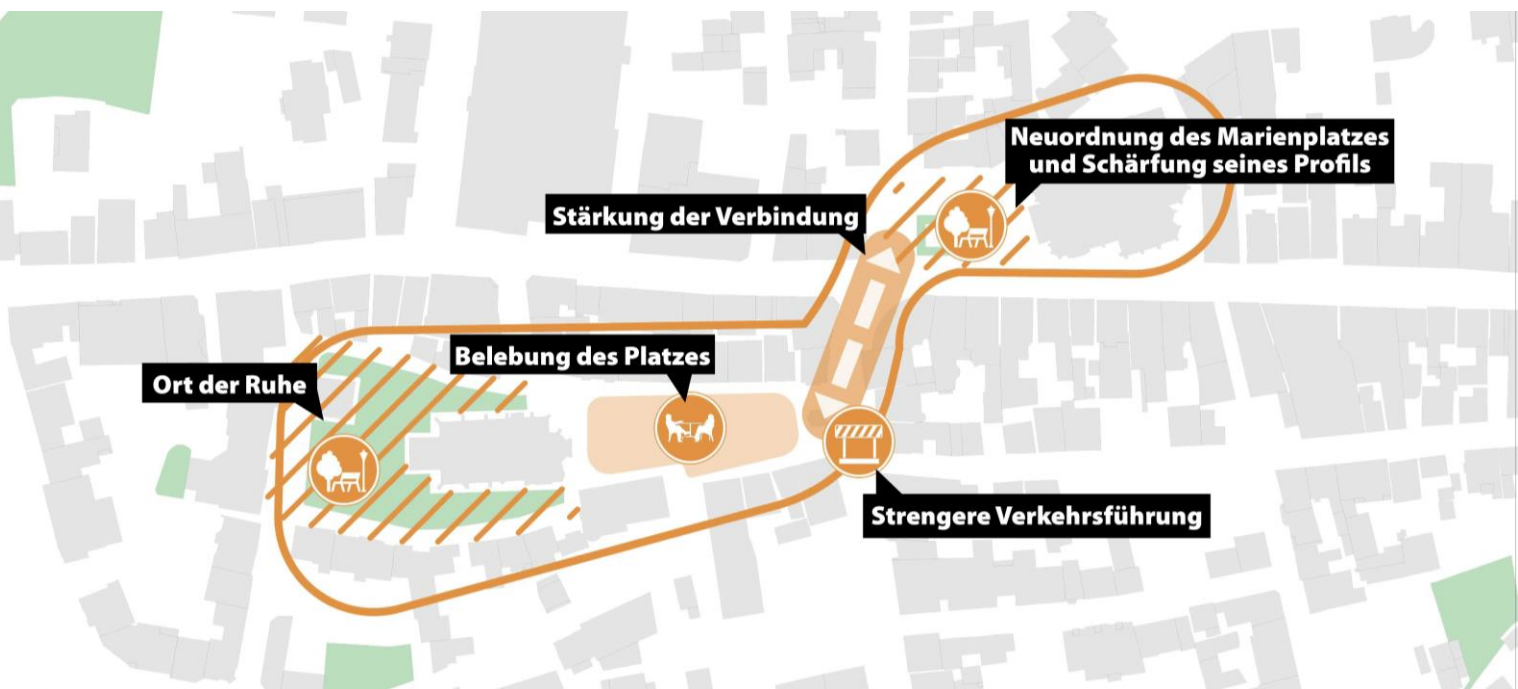 Neuordnung des Marienplatzes
und Schärfung seines Profils
Stärkung der Verbindung
Belebung des Platzes
Ort der Ruhe
Strengere Verkehrsführung